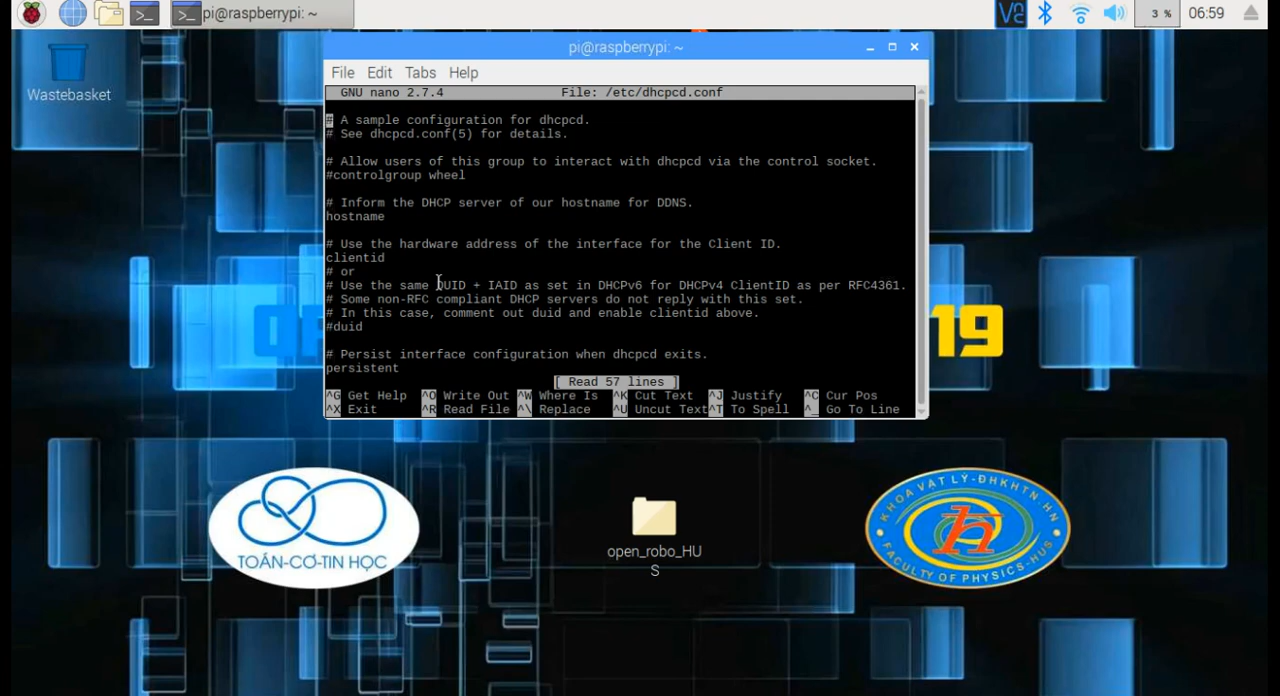 pi@raspberrypi: ~
3 %
06:59
Wastebasket
pi@raspberrypi: ~
File Edit Tabs Help
GNU nano 2.7.4 File: /etc/dhcpcd.conf
# A sample configuration for dhcpcd.
# See dhcpcd.conf(5) for details.
# Allow users of this group to interact with dhcpcd via the control socket.
#controlgroup wheel
# Inform the DHCP server of our hostname for DDNS.
hostname
# Use the hardware address of the interface for the Client ID.
clientid
# or
# Use the same DUID + IAID as set in DHCPv6 for DHCPv4 ClientID as per RFC4361.
# Some non-RFC compliant DHCP servers do not reply with this set.
# In this case, comment out duid and enable clientid above.
#duid
# Persist interface configuration when dhcpcd exits.
persistent
[ Read 57 lines ]
^G Get Help ^O Write Out ^W Where Is ^K Cut Text ^J Justify ^C Cur Pos
^X Exit ^R Read File ^\ Replace ^U Uncut Text ^T To Spell ^_ Go To Line
19
TOÁN-CƠ-TIN HỌC
open_robo_HU
S
KHOA VẬT LÝ-ĐHKHTN.HN
FACULTY OF PHYSICS-HUS